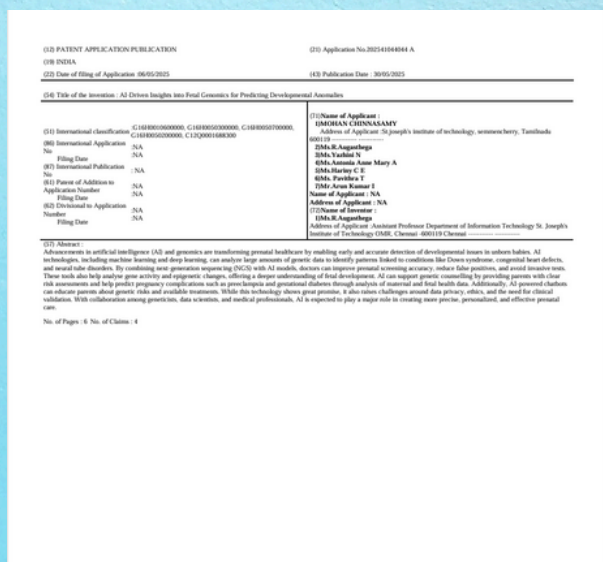 (12) PATENT APPLICATION PUBLICATION
(21) Application No.202541044044 A
(19) INDIA
(22) Date of filing of Application :06/05/2025
(43) Publication Date : 30/05/2025
(54) Title of the invention : AI-Driven Insights into Fetal Genomics for Predicting Developmental Anomalies
(51) International classification
:G16H0010600000, G16H0050300000, G16H0050700000,
G16H0050200000, C12Q0001688300
(86) International Application
No
:NA
Filing Date
:NA
(87) International Publication
No
: NA
(61) Patent of Addition to
Application Number
:NA
Filing Date
:NA
(62) Divisional to Application
Number
:NA
Filing Date
:NA
(71)Name of Applicant :
1)MOHAN CHINNASAMY
Address of Applicant :St joseph's institute of technology, semmencherry, Tamilnadu
600119 ----------- -----------
2)Ms.R.Augasthega
3)Ms.Yazhini N
4)Ms.Antonia Anne Mary A
5)Ms.Hariny C E
6)Ms. Pavithra T
7)Mr.Arun Kumar I
Name of Applicant : NA
Address of Applicant : NA
(72)Name of Inventor :
1)Ms.R.Augasthega
Address of Applicant :Assistant Professor Department of Information Technology St. Joseph's
Institute of Technology OMR, Chennai -600119 Chennai ----------- -----------
(57) Abstract :
Advancements in artificial intelligence (AI) and genomics are transforming prenatal healthcare by enabling early and accurate detection of developmental issues in unborn babies. AI
technologies, including machine learning and deep learning, can analyze large amounts of genetic data to identify patterns linked to conditions like Down syndrome, congenital heart defects,
and neural tube disorders. By combining next-generation sequencing (NGS) with AI models, doctors can improve prenatal screening accuracy, reduce false positives, and avoid invasive tests.
These tools also help analyse gene activity and epigenetic changes, offering a deeper understanding of fetal development. AI can support genetic counselling by providing parents with clear
risk assessments and help predict pregnancy complications such as preeclampsia and gestational diabetes through analysis of maternal and fetal health data. Additionally, AI-powered chatbots
can educate parents about genetic risks and available treatments. While this technology shows great promise, it also raises challenges around data privacy, ethics, and the need for clinical
validation. With collaboration among geneticists, data scientists, and medical professionals, AI is expected to play a major role in creating more precise, personalized, and effective prenatal
care.
No. of Pages : 6 No. of Claims : 4